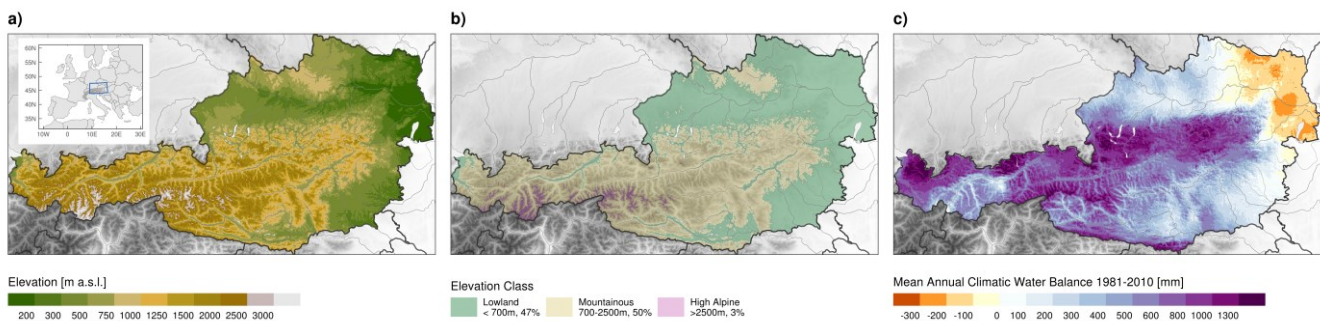 a)
60N
55N
50N
45N
40N
35N
10W 0 10E 20E 30E
Elevation [m a.s.l.]
200 300 500 750 1000 1250 1500 2000 2500 3000
b)
Elevation Class
Lowland
< 700m, 47%
Mountainous
700-2500m, 50%
High Alpine
>2500m, 3%
c)
Mean Annual Climatic Water Balance 1981-2010 [mm]
-300 -200 -100 0 100 200 300 400 500 600 800 1000 1300